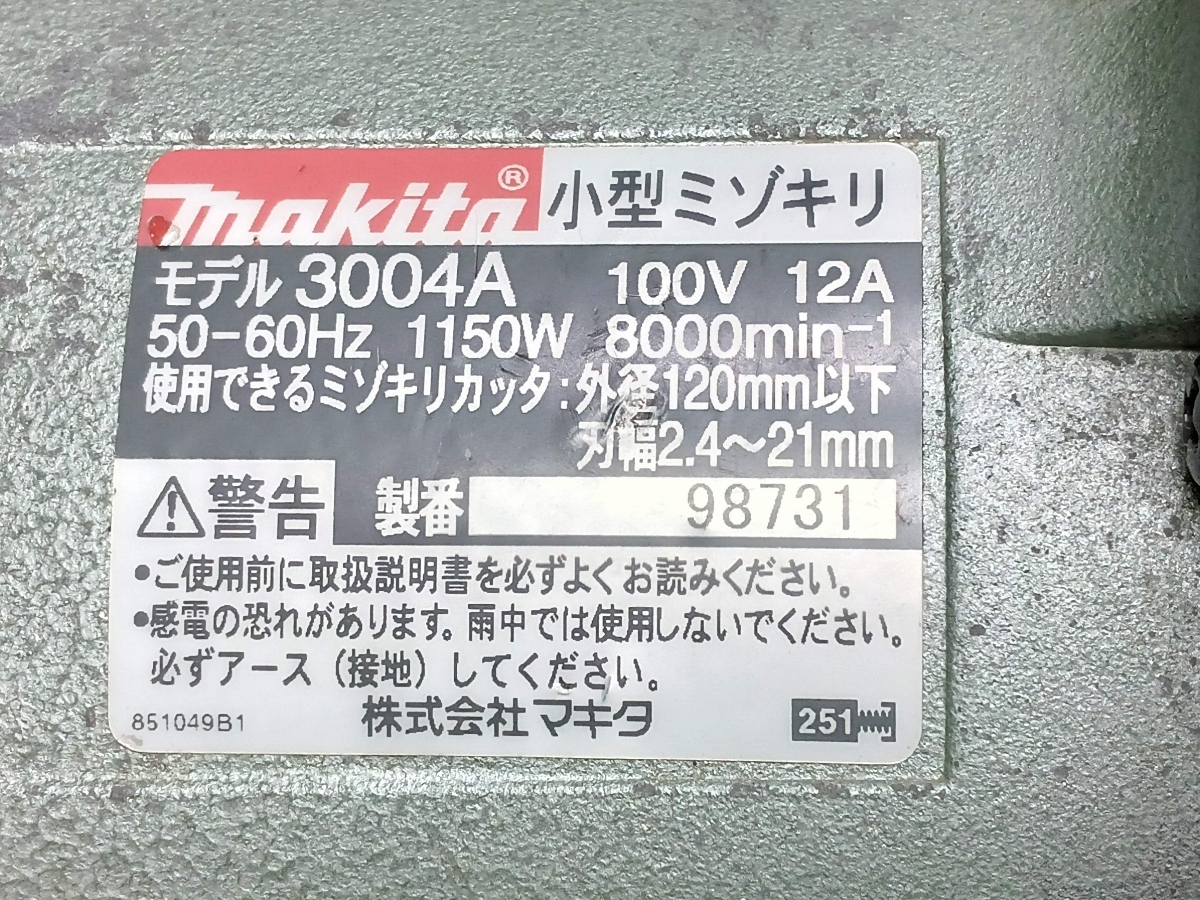 makita® 小型ミゾキリ
モデル 3004A 100V 12A
50-60Hz 1150W 8000min-1
使用できるミゾキリカッタ:外径120mm以下
刃幅2.4～21mm
警告 製番 98731
•ご使用前に取扱説明書を必ずよくお読みください。
•感電の恐れがあります。雨中では使用しないでください。
必ずアース(接地)してください。
851049B1 株式会社マキタ 251